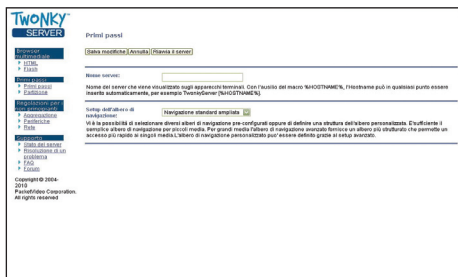 TWONKY
SERVER
Browser
multimediale
HTML
Flash
Primi passi
Primi passi
Partizione
Regolazioni per i
non principianti
Aggregazione
Periferiche
Rete
Supporto
Stato del server
Risoluzione di un
problema
FAQ
Forum
Copyright © 2004-
2010
PacketVideo Corporation.
All rights reserved
Primi passi
Salva modifiche Annulla Riavvia il server
Nome server:
Nome del server che viene visualizzato sugli apparecchi terminali. Con l'ausilio del macro %HOSTNAME%, l'Hostname può in qualsiasi punto essere
inserito automaticamente, per esempio TwonkyServer [%HOSTNAME%].
Setup dell'albero di
navigazione:
Navigazione standard ampliata
Vi è la possibilità di selezionare diversi alberi di navigazione pre-configurati oppure di definire una struttura dell'albero personalizzata. E'sufficiente il
semplice albero di navigazione per piccoli media. Per grandi media l'albero di navigazione avanzato fornisce un albero più strutturato che permette un
accesso più rapido ai singoli media.L'albero di navigazione personalizzato puo'essere definito grazie al setup avanzato.